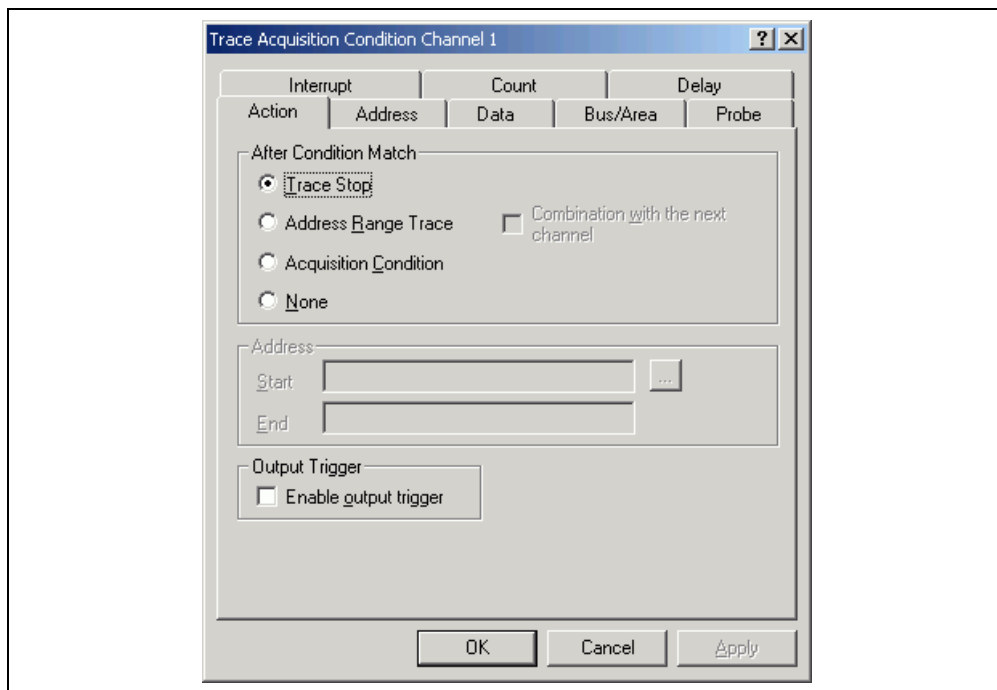 Trace Acquisition Condition Channel 1
Interrupt Count Delay
Action Address Data Bus/Area Probe
After Condition Match
Trace Stop
Address Range Trace
Combination with the next
channel
Acquisition Condition
None
Address
Start ...
End
Output Trigger
Enable output trigger
OK Cancel Apply